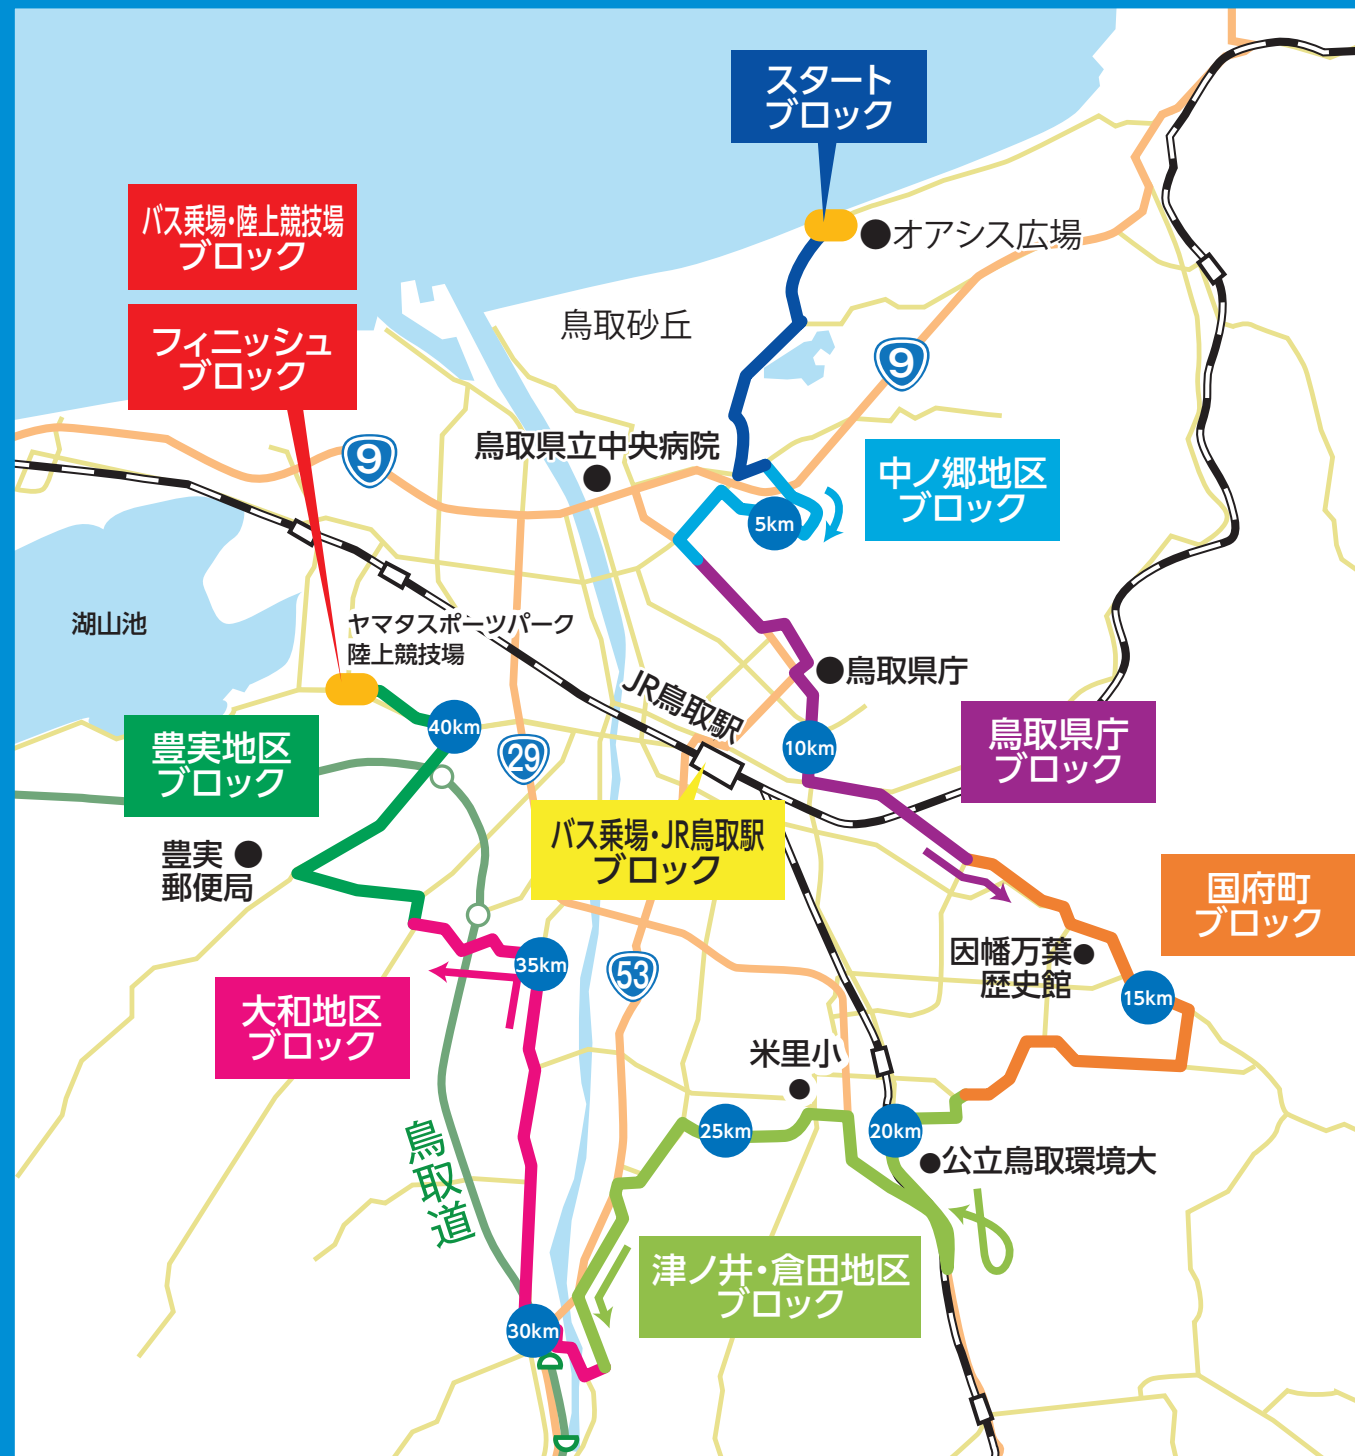 スタート
ブロック
バス乗場・陸上競技場
ブロック
オアシス広場
フィニッシュ
ブロック
鳥取砂丘
9
9
鳥取県立中央病院
中ノ郷地区
ブロック
5km
湖山池
ヤマタスポーツパーク
陸上競技場
鳥取県庁
JR鳥取駅
40km
10km
鳥取県庁
ブロック
豊実地区
ブロック
29
バス乗場・JR鳥取駅
ブロック
豊実
郵便局
国府町
ブロック
因幡万葉
歴史館
35km
53
15km
大和地区
ブロック
米里小
25km
20km
公立鳥取環境大
鳥取道
津ノ井・倉田地区
ブロック
30km